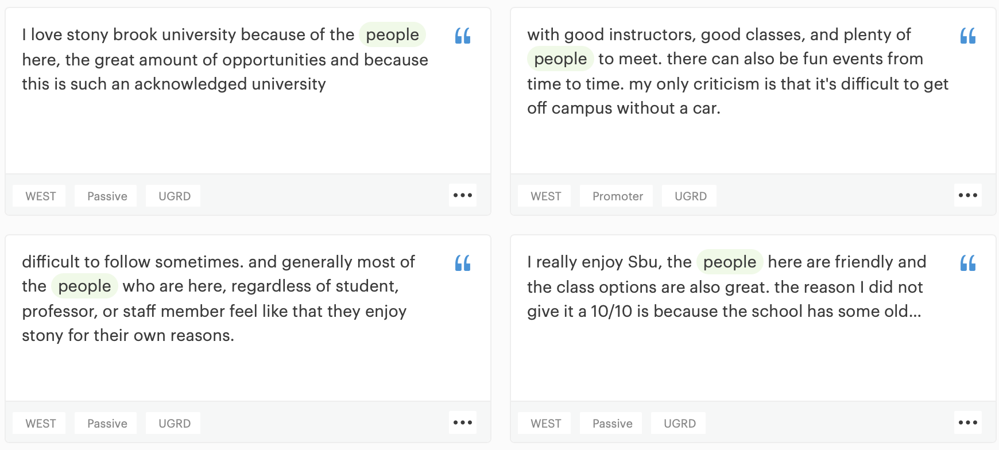 I love stony brook university because of the people
here, the great amount of opportunities and because
this is such an acknowledged university
WEST Passive UGRD
with good instructors, good classes, and plenty of
people to meet. there can also be fun events from
time to time. my only criticism is that it's difficult to get
off campus without a car.
WEST Promoter UGRD
difficult to follow sometimes. and generally most of
the people who are here, regardless of student,
professor, or staff member feel like that they enjoy
stony for their own reasons.
WEST Passive UGRD
I really enjoy Sbu, the people here are friendly and
the class options are also great. the reason I did not
give it a 10/10 is because the school has some old...
WEST Passive UGRD